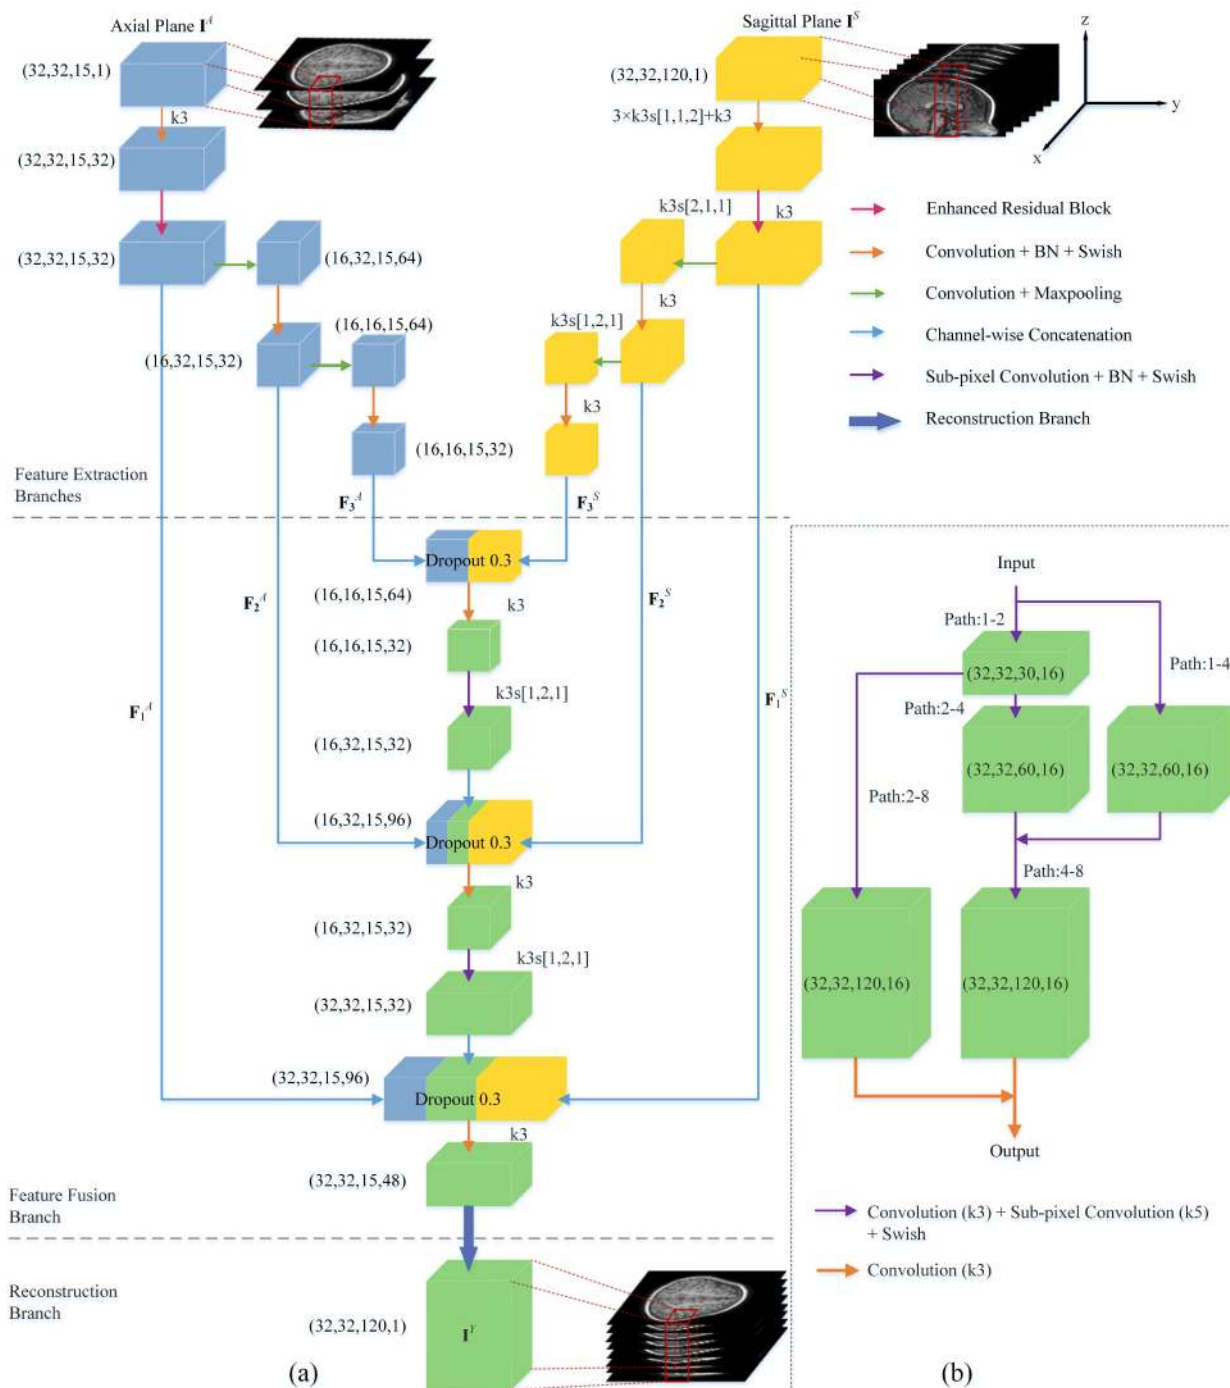 Axial Plane I^A
(32,32,15,1)
k3
(32,32,15,32)
(32,32,15,32)
(16,32,15,64)
(16,32,15,32)
(16,16,15,64)
(16,16,15,32)
Sagittal Plane I^S
(32,32,120,1)
3×k3s[1,1,2]+k3
k3s[2,1,1]
k3
k3
k3s[1,2,1]
k3
z
y
x
Enhanced Residual Block
Convolution + BN + Swish
Convolution + Maxpooling
Channel-wise Concatenation
Sub-pixel Convolution + BN + Swish
Reconstruction Branch
Feature Extraction
Branches
F_3^A
F_3^S
Dropout 0.3
(16,16,15,64)
k3
F_2^A
F_2^S
(16,16,15,32)
k3s[1,2,1]
F_1^A
F_1^S
(16,32,15,32)
(16,32,15,96)
Dropout 0.3
k3
(16,32,15,32)
k3s[1,2,1]
(32,32,15,32)
(32,32,15,96)
Dropout 0.3
k3
(32,32,15,48)
Feature Fusion
Branch
Reconstruction
Branch
(32,32,120,1)
I^Y
(a)
Input
Path:1-2
Path:1-4
(32,32,30,16)
Path:2-4
(32,32,60,16)
(32,32,60,16)
Path:2-8
Path:4-8
(32,32,120,16)
(32,32,120,16)
Output
Convolution (k3) + Sub-pixel Convolution (k5)
+ Swish
Convolution (k3)
(b)